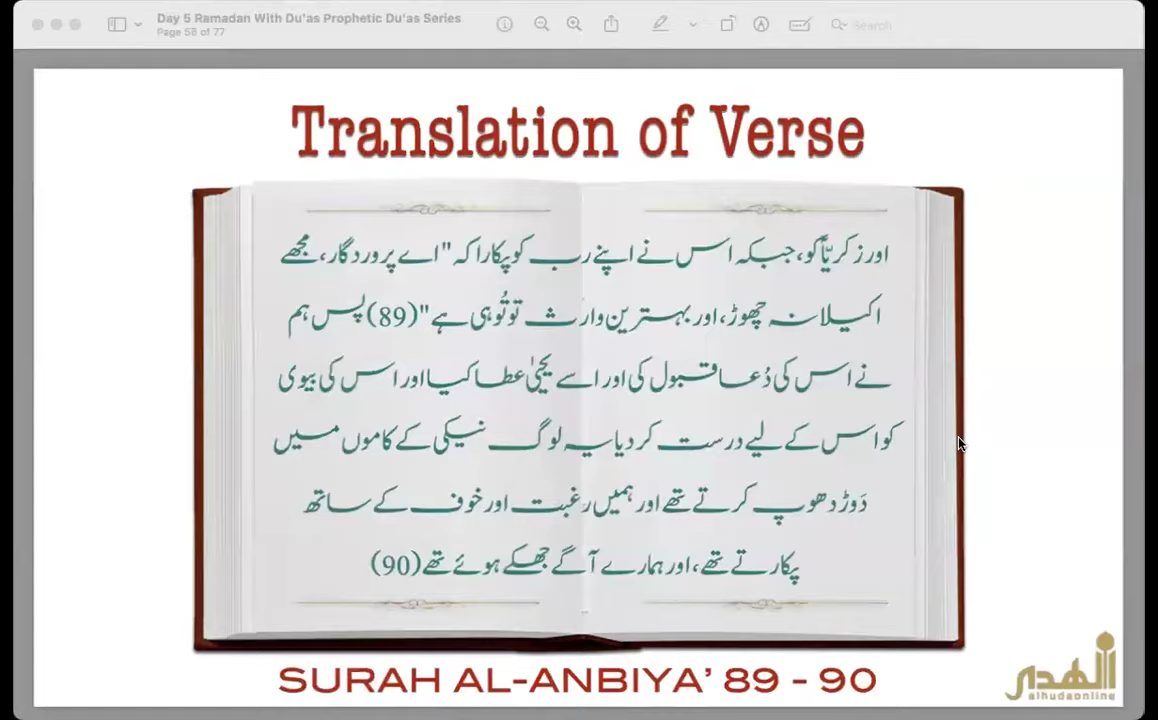 Day 5 Ramadan With Du'as Prophetic Du'as Series
Page 58 of 77
Search
Translation of Verse
اور زکریّاؑ کو، جبکہ اس نے اپنے رب کو پکارا کہ "اے پروردگار، مجھے
اکیلا نہ چھوڑ، اور بہترین وارث تو تُو ہی ہے" (89) پس ہم
نے اس کی دُعا قبول کی اور اسے یحییٰ عطا کیا اور اس کی بیوی
کو اس کے لیے درست کر دیا یہ لوگ نیکی کے کاموں میں
دَوڑ دھوپ کرتے تھے اور ہمیں رغبت اور خوف کے ساتھ
پکارتے تھے، اور ہمارے آگے جھکے ہوئے تھے (90)
SURAH AL-ANBIYA' 89 - 90
الهدى
alhudaonline